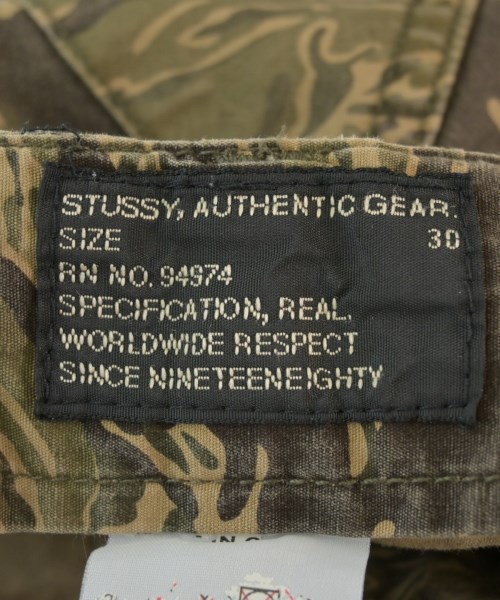 STUSSY, AUTHENTIC GEAR.
SIZE 30
RN NO. 94974
SPECIFICATION, REAL.
WORLDWIDE RESPECT
SINCE NINETEENEIGHTY